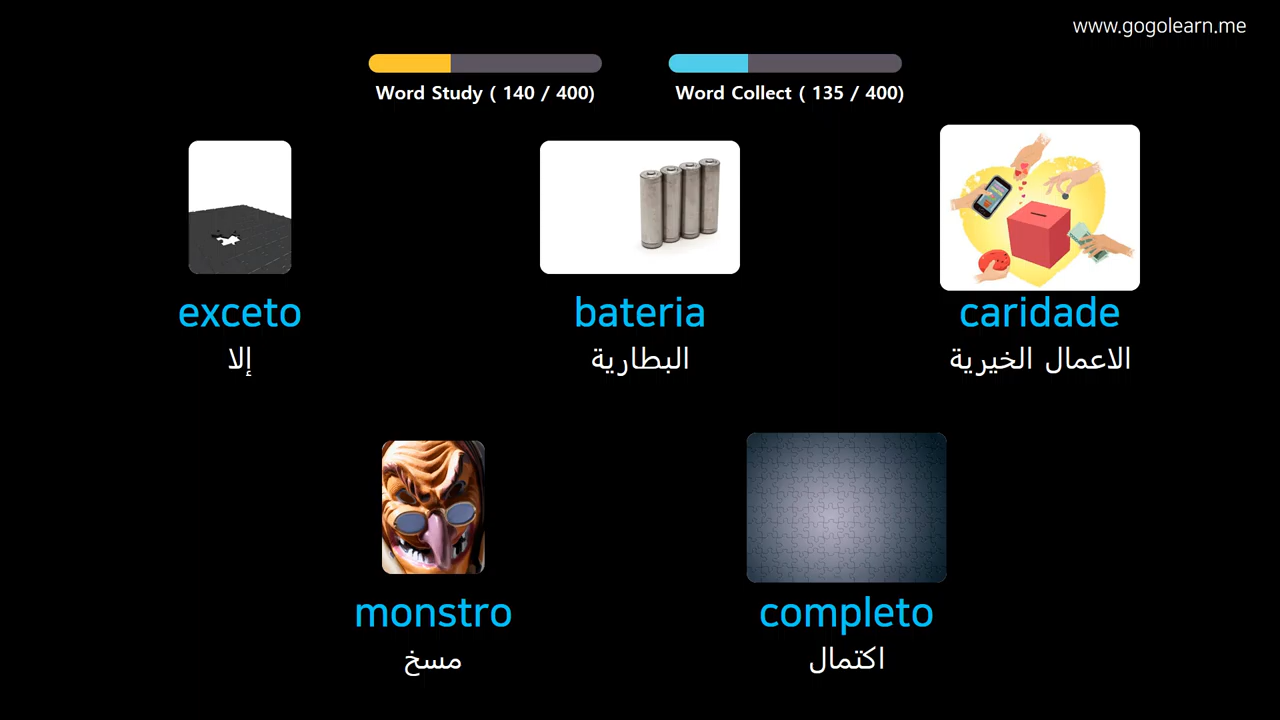 www.gogolearn.me
Word Study ( 140 / 400)
Word Collect ( 135 / 400)
exceto
إلا
bateria
البطارية
caridade
الاعمال الخيرية
monstro
مسخ
completo
اكتمال